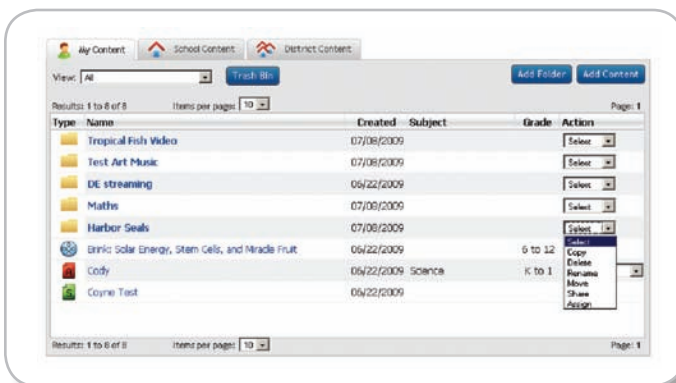 My Content School Content District Content
View: All Trash Bin Add Folder Add Content
Results: 1 to 8 of 8 Items per page: 10 Page: 1
Type Name Created Subject Grade Action
Tropical Fish Video 07/08/2009 Select
Test Art Music 07/08/2009 Select
DE streaming 06/22/2009 Select
Maths 07/08/2009 Select
Harbor Seals 07/08/2009 Select
Select
Brink: Solar Energy, Stem Cells, and Miracle Fruit 06/22/2009 6 to 12 Copy
Delete
Cody 06/22/2009 Science K to 1 Rename
Move
Coyne Test 06/22/2009 Share
Assign
Results: 1 to 8 of 8 Items per page: 10 Page: 1